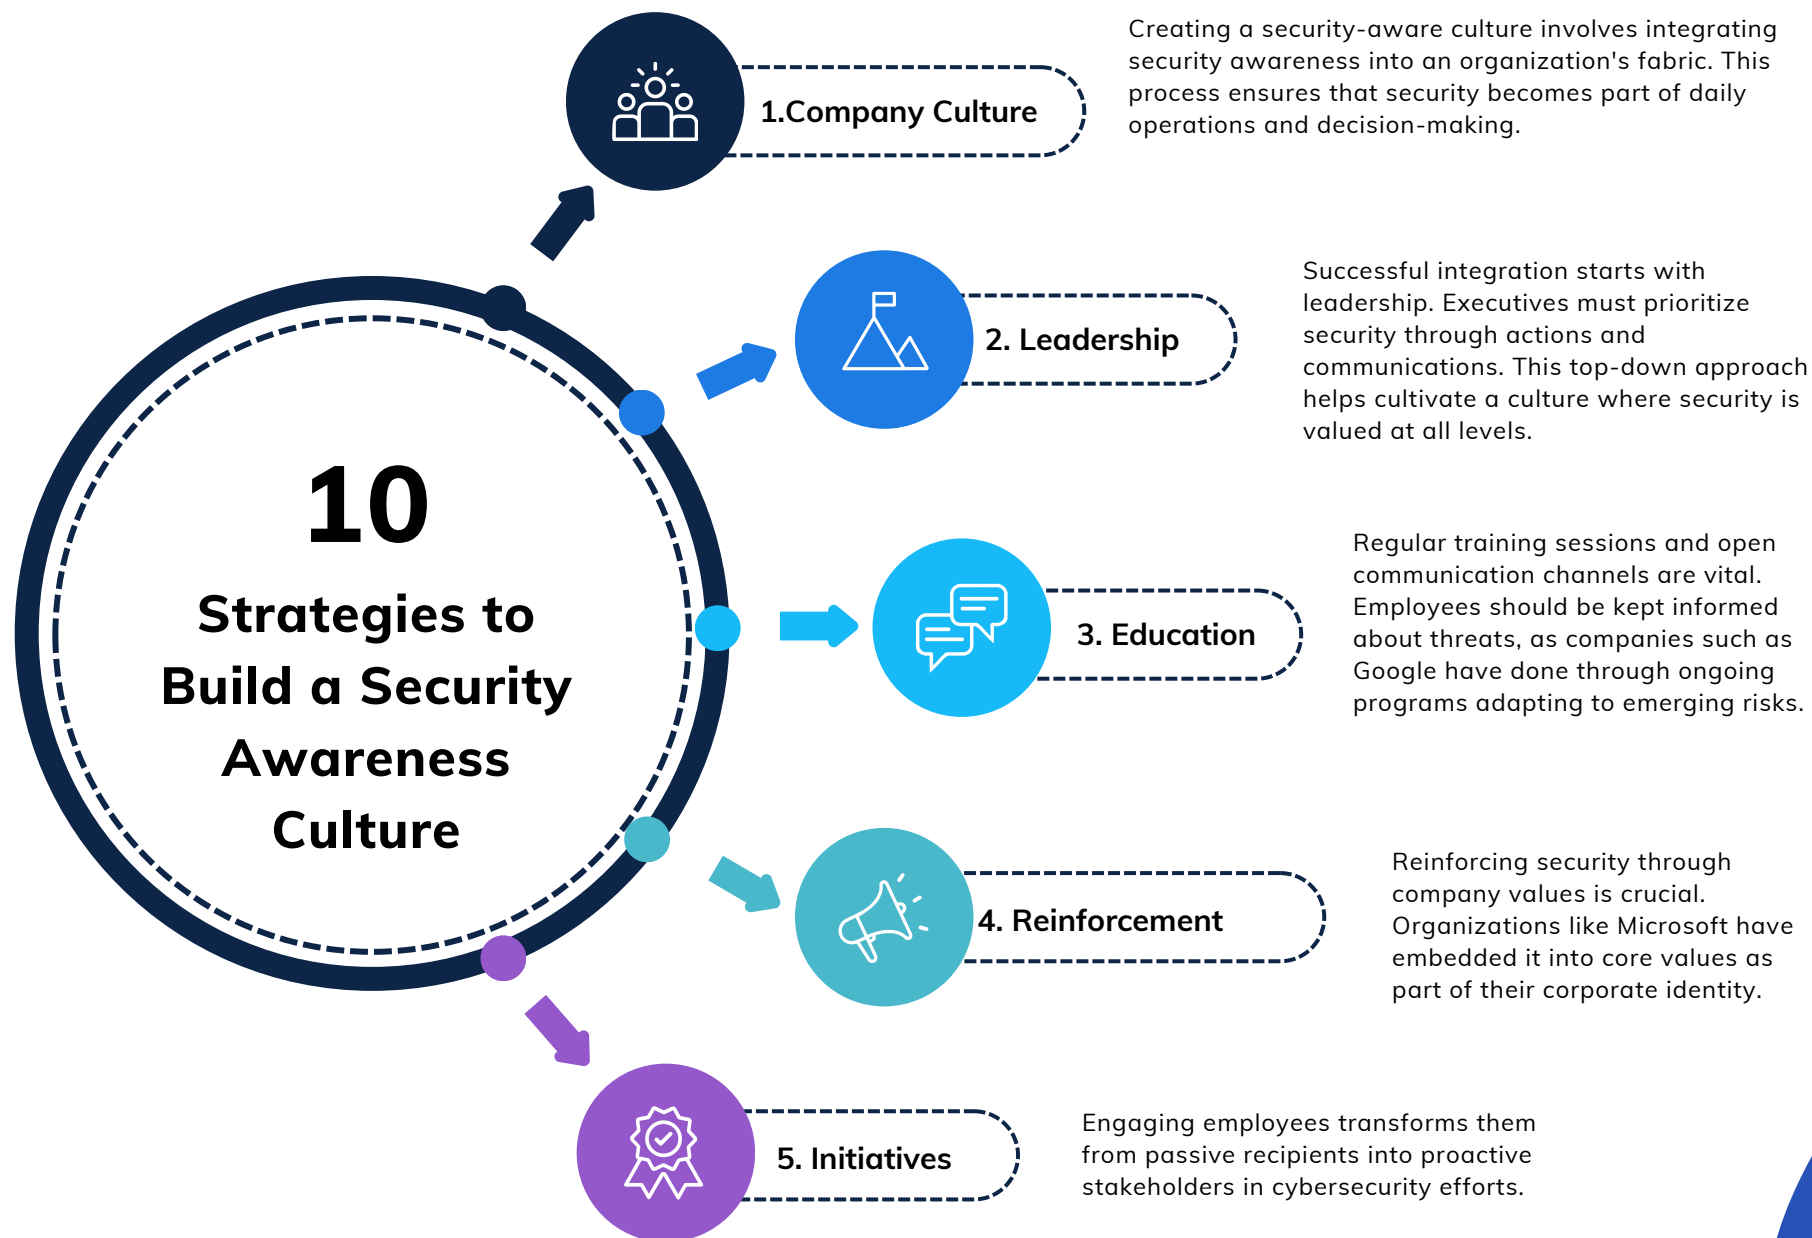 10
Strategies to
Build a Security
Awareness
Culture
1.Company Culture
Creating a security-aware culture involves integrating
security awareness into an organization's fabric. This
process ensures that security becomes part of daily
operations and decision-making.
2. Leadership
Successful integration starts with
leadership. Executives must prioritize
security through actions and
communications. This top-down approach
helps cultivate a culture where security is
valued at all levels.
3. Education
Regular training sessions and open
communication channels are vital.
Employees should be kept informed
about threats, as companies such as
Google have done through ongoing
programs adapting to emerging risks.
4. Reinforcement
Reinforcing security through
company values is crucial.
Organizations like Microsoft have
embedded it into core values as
part of their corporate identity.
5. Initiatives
Engaging employees transforms them
from passive recipients into proactive
stakeholders in cybersecurity efforts.